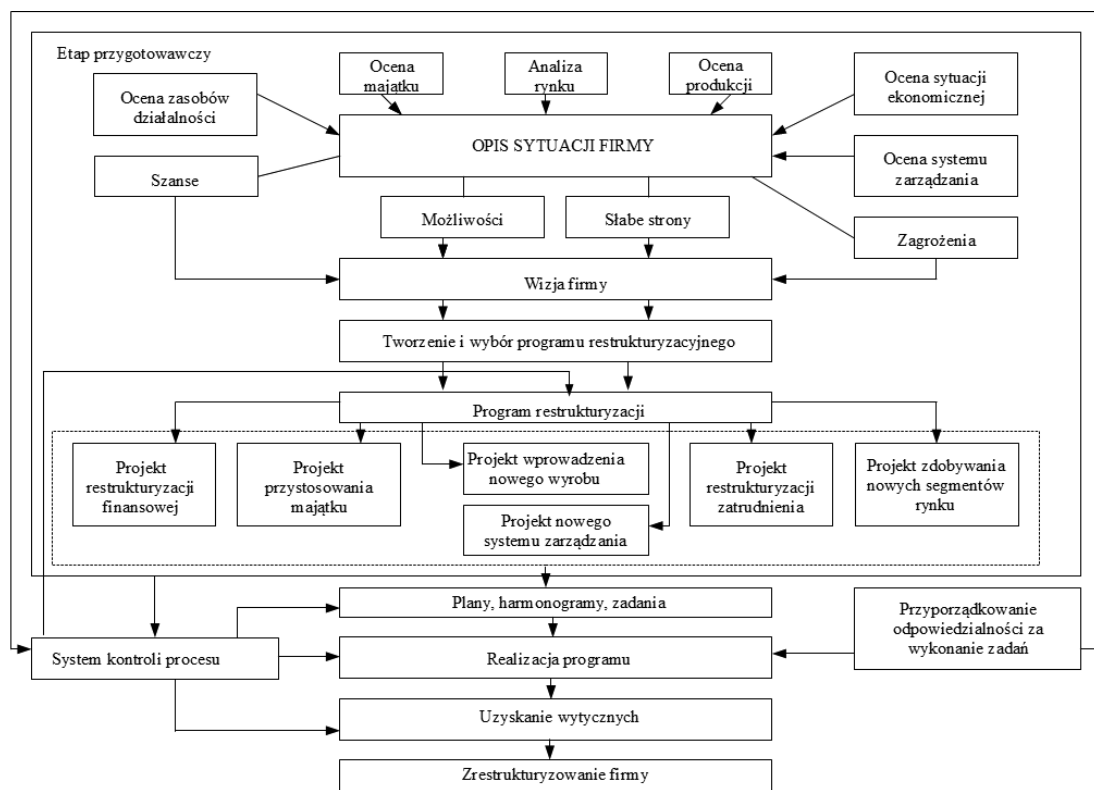 Etap przygotowawczy
Ocena
majątku
Analiza
rynku
Ocena
produkcji
Ocena sytuacji
ekonomicznej
Ocena zasobów
działalności
OPIS SYTUACJI FIRMY
Ocena systemu
zarządzania
Szanse
Możliwości
Słabe strony
Zagrożenia
Wizja firmy
Tworzenie i wybór programu restrukturyzacyjnego
Program restrukturyzacji
Projekt
restrukturyzacji
finansowej
Projekt
przystosowania
majątku
Projekt wprowadzenia
nowego wyrobu
Projekt
restrukturyzacji
zatrudnienia
Projekt zdobywania
nowych segmentów
rynku
Projekt nowego
systemu zarządzania
Plany, harmonogramy, zadania
Przyporządkowanie
odpowiedzialności za
wykonanie zadań
System kontroli procesu
Realizacja programu
Uzyskanie wytycznych
Zrestrukturyzowanie firmy